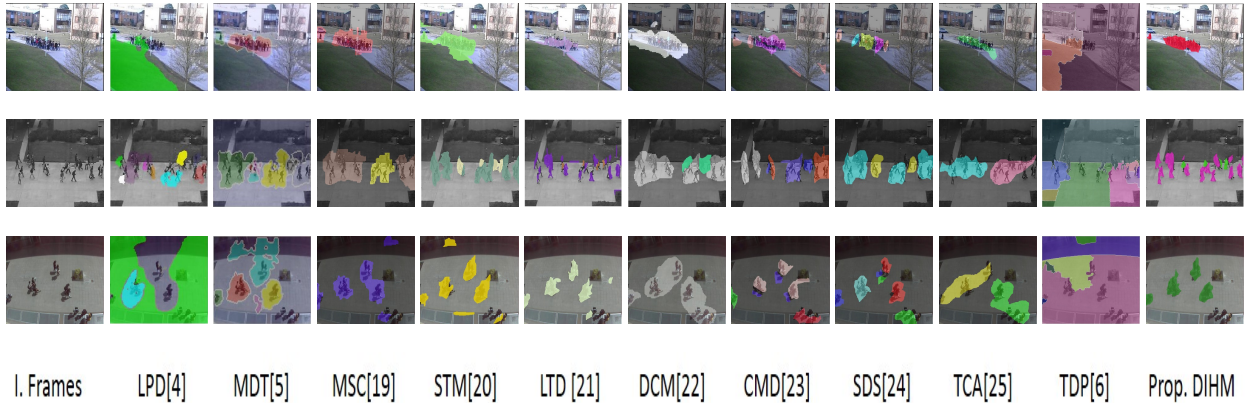 I. Frames LPD[4] MDT[5] MSC[19] STM[20] LTD [21] DCM[22] CMD[23] SDS[24] TCA[25] TDP[6] Prop. DIHM